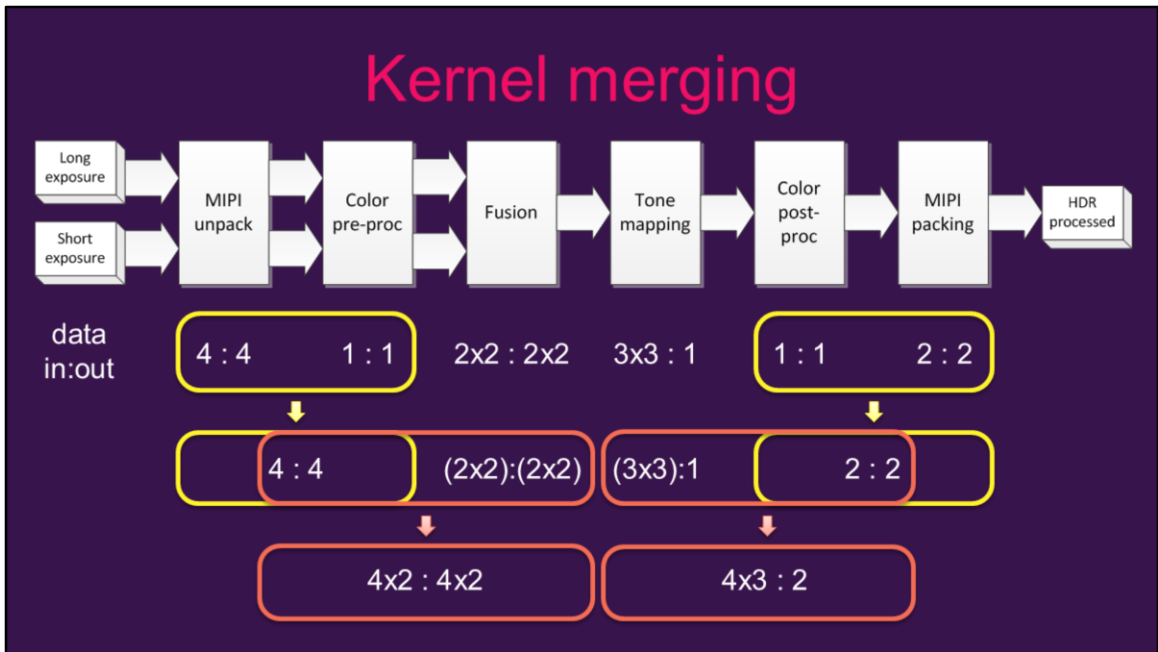 Kernel merging
Long
exposure
Short
exposure
MIPI
unpack
Color
pre-proc
Fusion
Tone
mapping
Color
post-
proc
MIPI
packing
HDR
processed
data
in:out
4 : 4
1 : 1
2x2 : 2x2
3x3 : 1
1 : 1
2 : 2
4 : 4
(2x2):(2x2)
(3x3):1
2 : 2
4x2 : 4x2
4x3 : 2